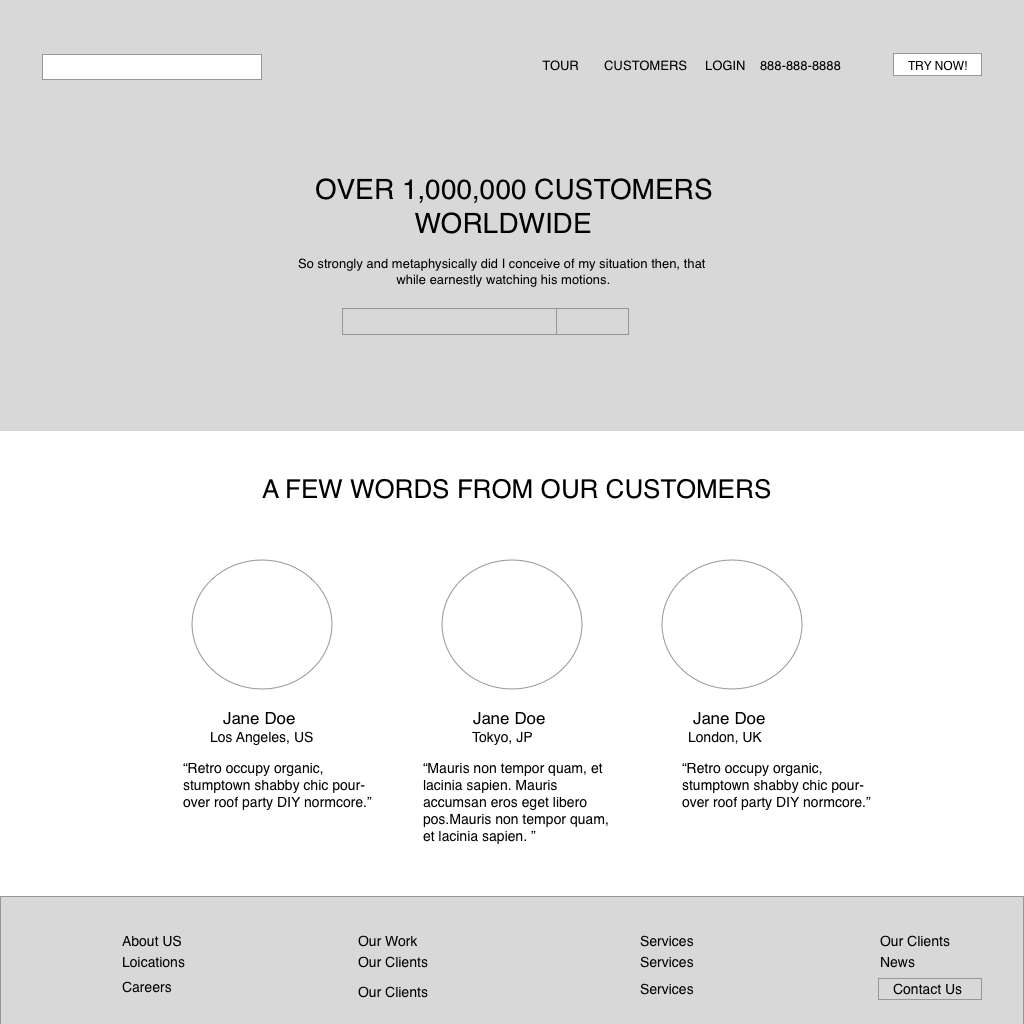 TOUR CUSTOMERS LOGIN 888-888-8888 TRY NOW!
OVER 1,000,000 CUSTOMERS
WORLDWIDE
So strongly and metaphysically did I conceive of my situation then, that
while earnestly watching his motions.
A FEW WORDS FROM OUR CUSTOMERS
Jane Doe
Los Angeles, US
“Retro occupy organic,
stumptown shabby chic pour-
over roof party DIY normcore.”
Jane Doe
Tokyo, JP
“Mauris non tempor quam, et
lacinia sapien. Mauris
accumsan eros eget libero
pos.Mauris non tempor quam,
et lacinia sapien. ”
Jane Doe
London, UK
“Retro occupy organic,
stumptown shabby chic pour-
over roof party DIY normcore.”
About US
Loications
Careers
Our Work
Our Clients
Our Clients
Services
Services
Services
Our Clients
News
Contact Us